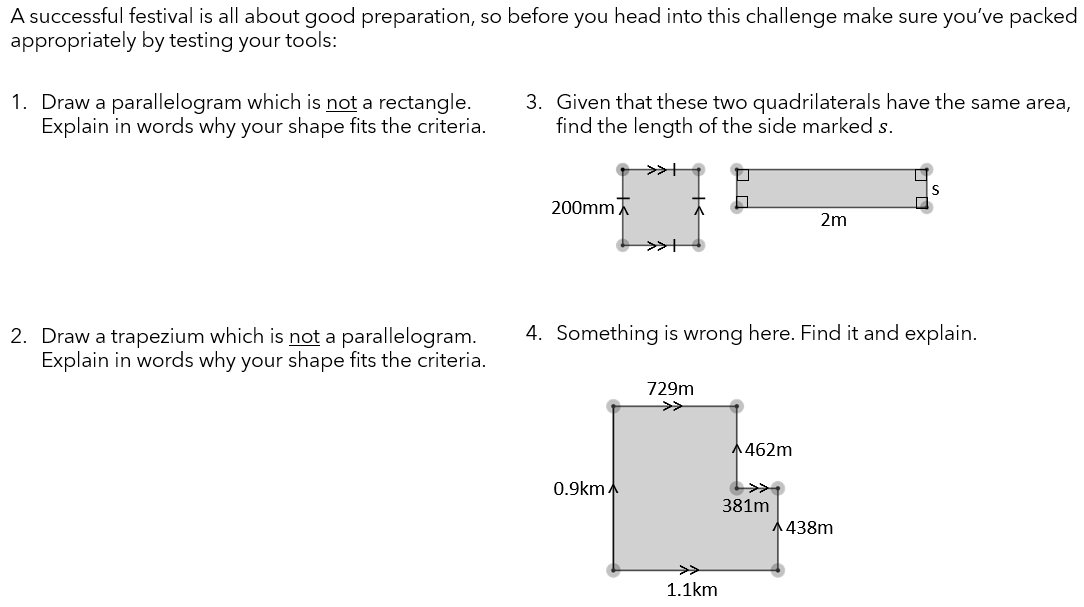 A successful festival is all about good preparation, so before you head into this challenge make sure you've packed
appropriately by testing your tools:
1. Draw a parallelogram which is not a rectangle.
Explain in words why your shape fits the criteria.
3. Given that these two quadrilaterals have the same area,
find the length of the side marked s.
200mm
s
2m
2. Draw a trapezium which is not a parallelogram.
Explain in words why your shape fits the criteria.
4. Something is wrong here. Find it and explain.
729m
462m
0.9km
381m
438m
1.1km